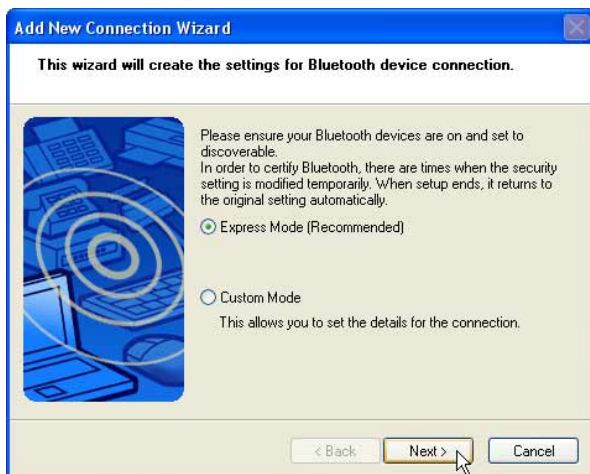 Add New Connection Wizard
This wizard will create the settings for Bluetooth device connection.
Please ensure your Bluetooth devices are on and set to
discoverable.
In order to certify Bluetooth, there are times when the security
setting is modified temporarily. When setup ends, it returns to
the original setting automatically.
Express Mode (Recommended)
Custom Mode
This allows you to set the details for the connection.
< Back Next > Cancel